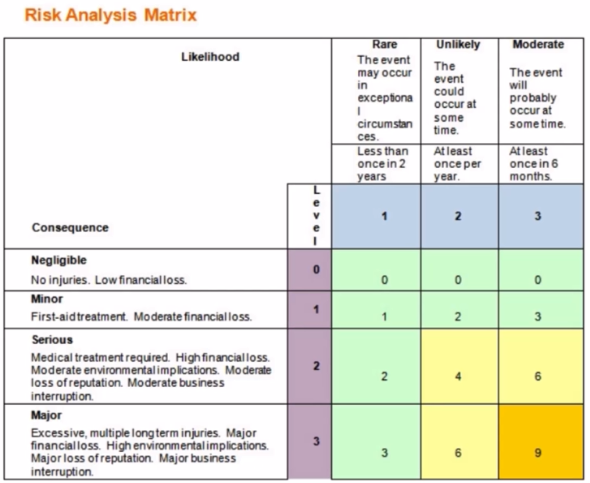 Risk Analysis Matrix
Likelihood
Rare
The event
may occur
in
exceptiona
l
circumstan
ces.
Unlikely
The
event
could
occur at
some
time.
Moderate
The event
will
probably
occur at
some time.
Less than
once in 2
years
At least
once per
year.
At least
once in 6
months.
Consequence
L
e
v
e
l
1
2
3
Negligible
No injuries. Low financial loss.
0
0
0
0
Minor
First-aid treatment. Moderate financial loss.
1
1
2
3
Serious
Medical treatment required. High financial loss.
Moderate environmental implications. Moderate
loss of reputation. Moderate business
interruption.
2
2
4
6
Major
Excessive, multiple long term injuries. Major
financial loss. High environmental implications.
Major loss of reputation. Major business
interruption.
3
3
6
9